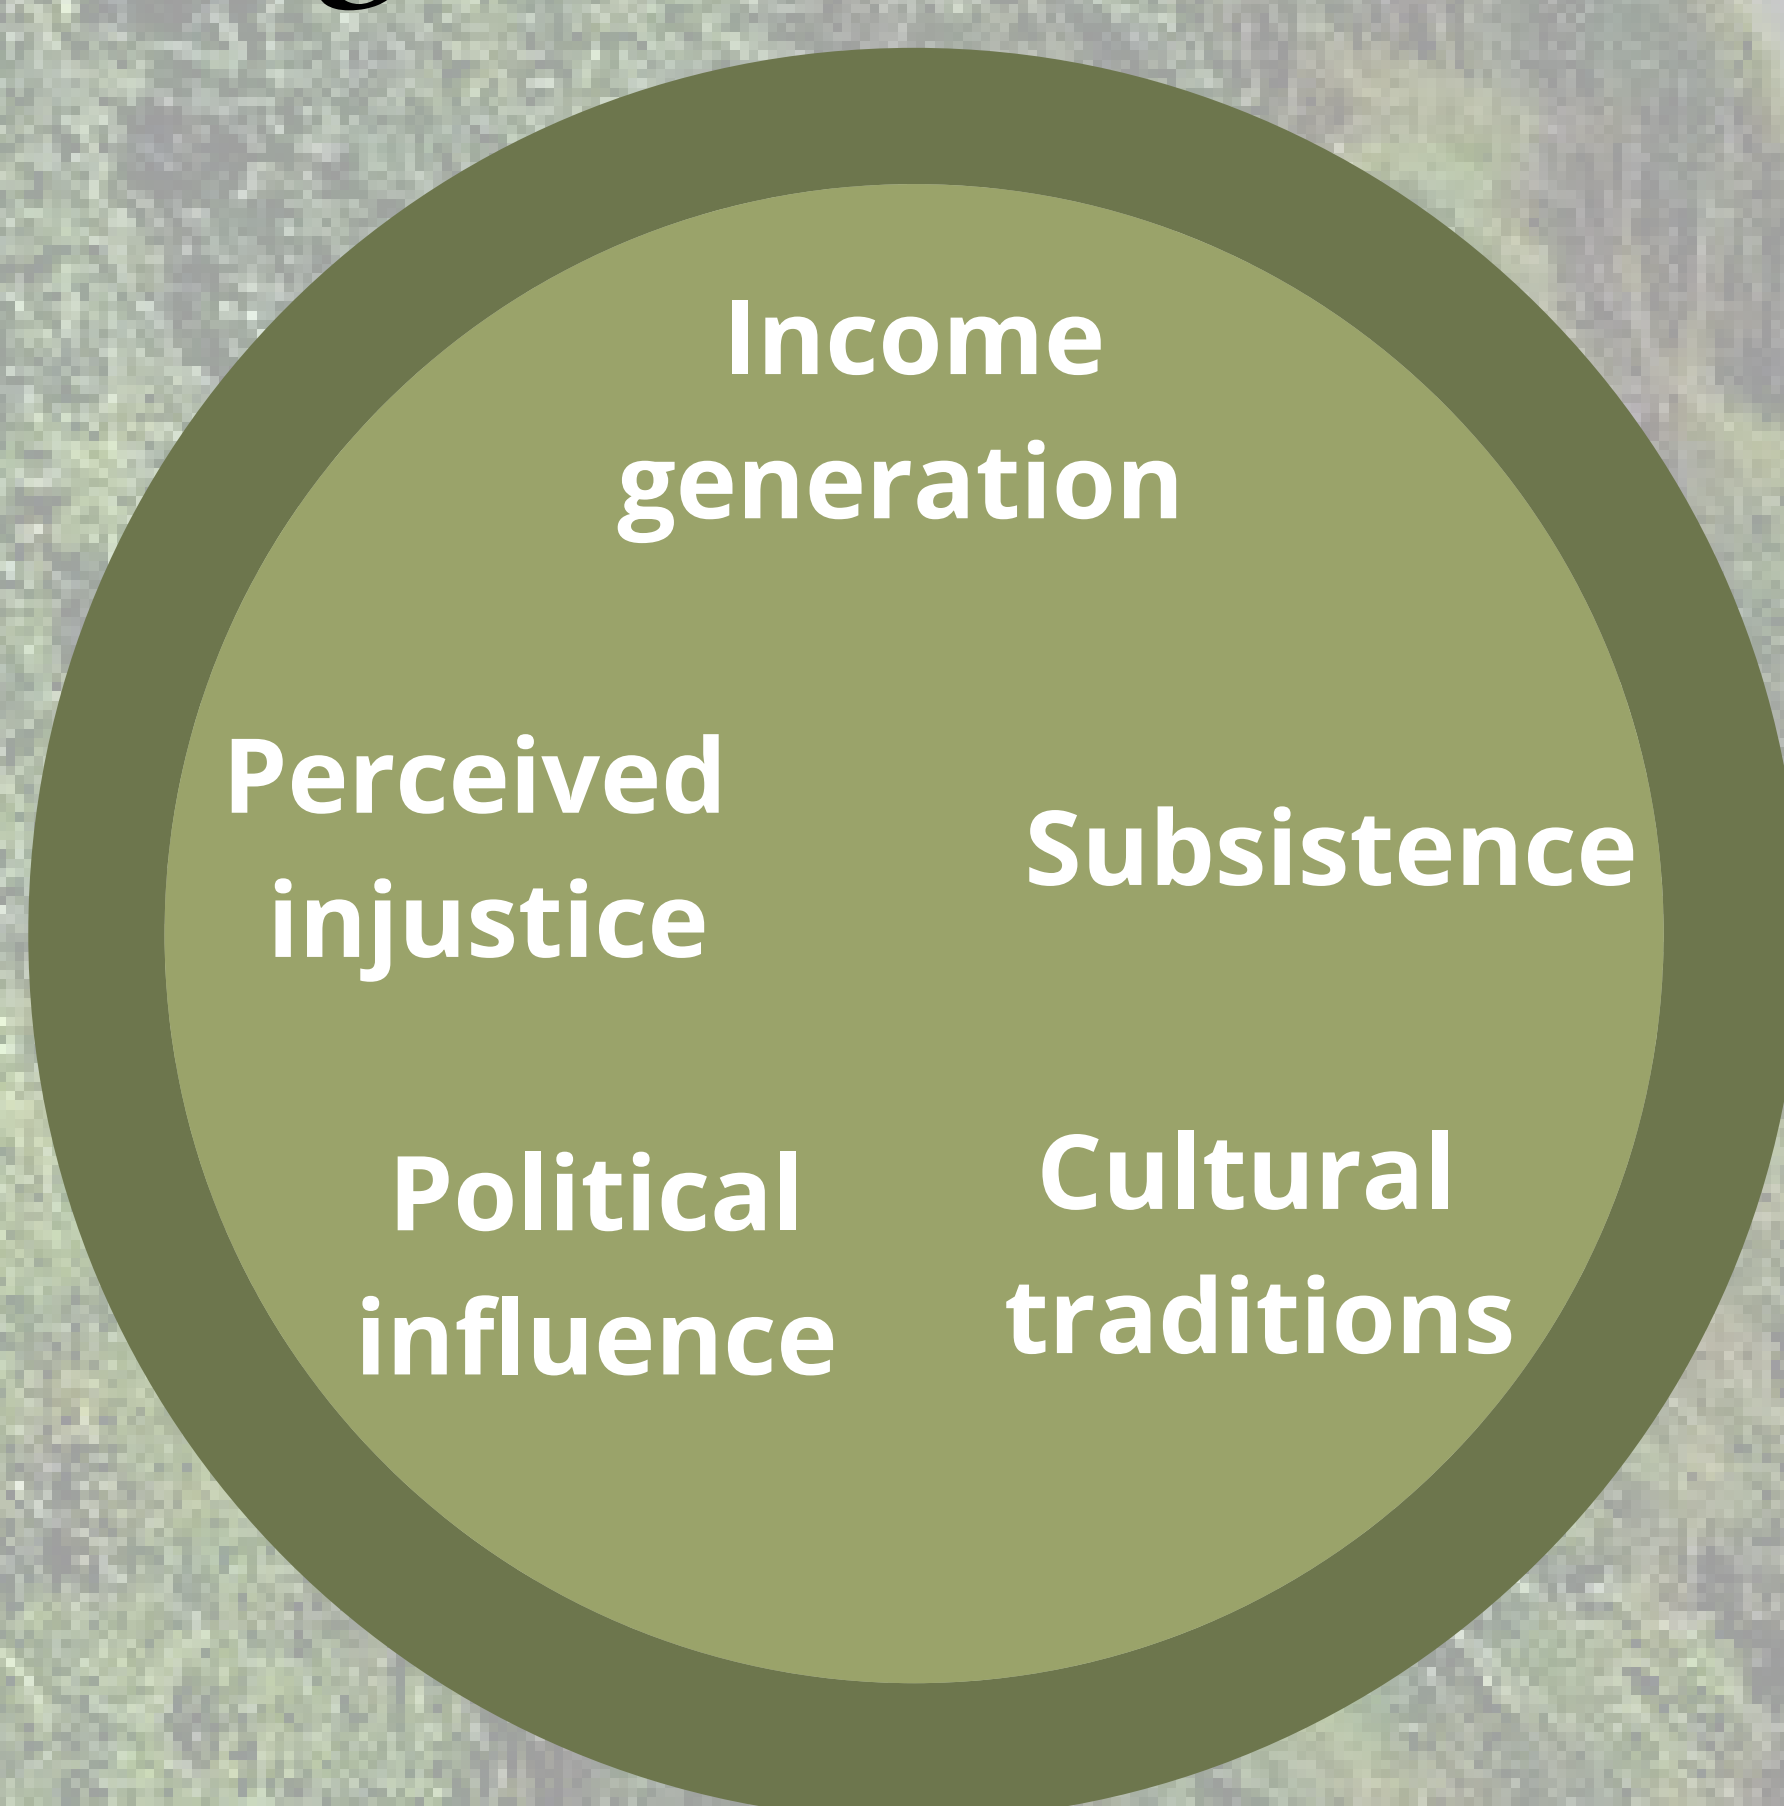 Income
generation
Perceived
injustice
Subsistence
Political
influence
Cultural
traditions